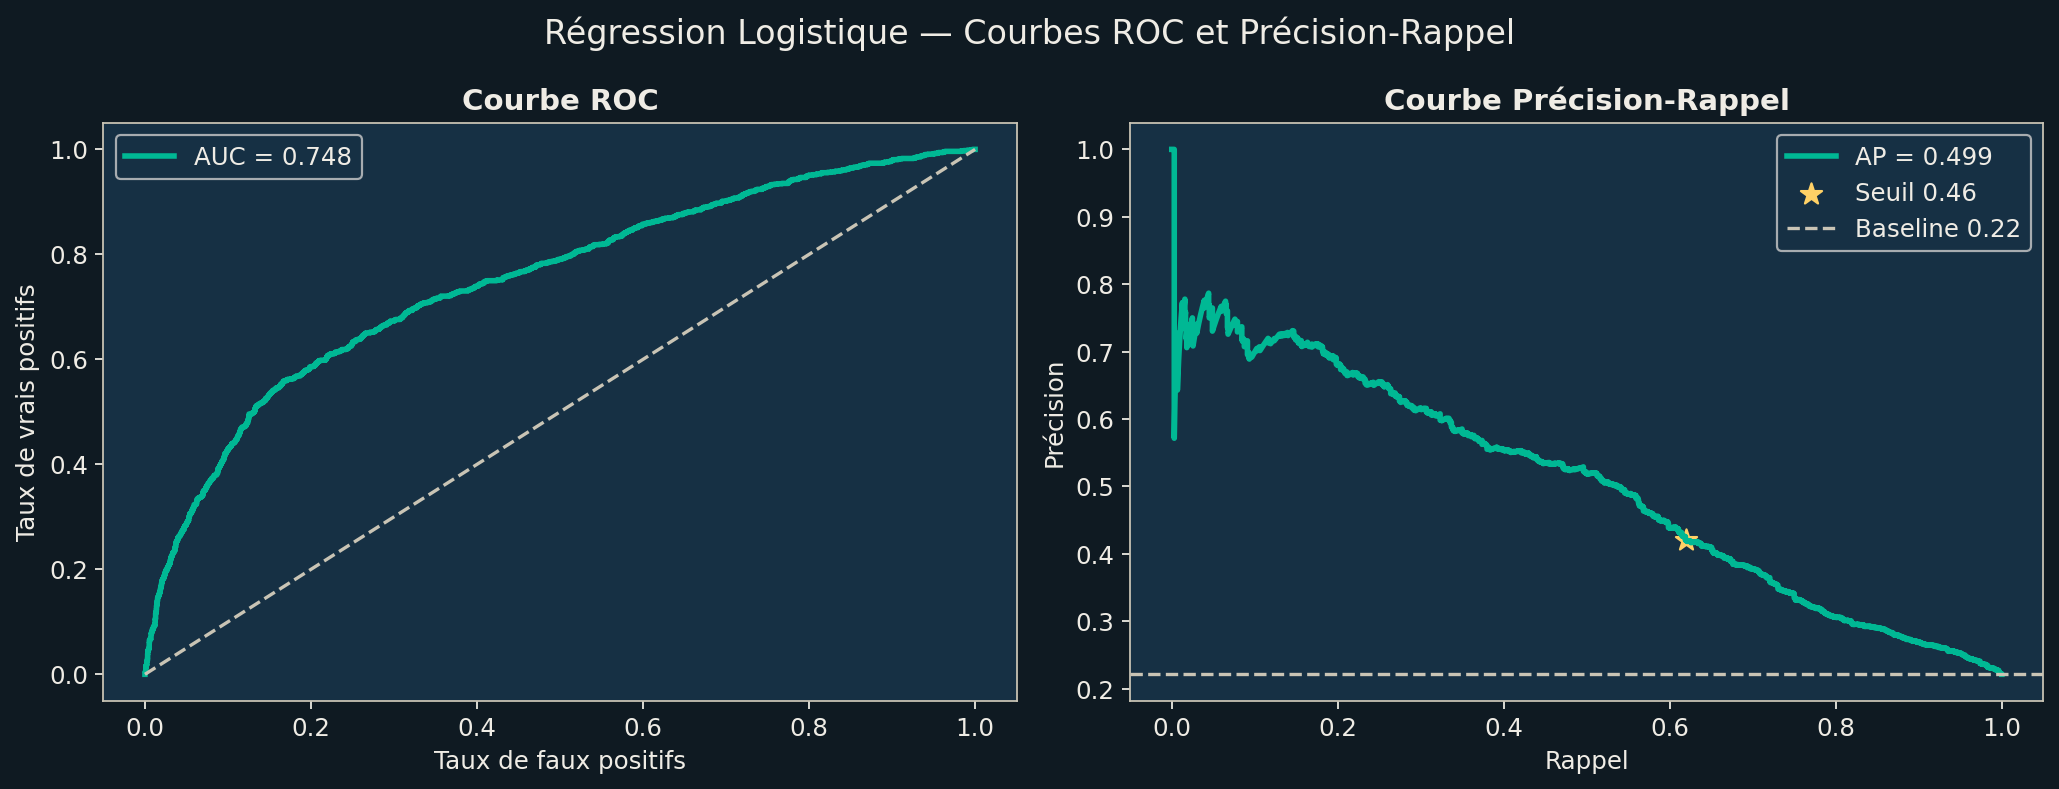 Régression Logistique — Courbes ROC et Précision-Rappel
Courbe ROC
AUC = 0.748
Taux de vrais positifs
1.0
0.8
0.6
0.4
0.2
0.0
0.0 0.2 0.4 0.6 0.8 1.0
Taux de faux positifs
Courbe Précision-Rappel
AP = 0.499
Seuil 0.46
Baseline 0.22
Précision
1.0
0.9
0.8
0.7
0.6
0.5
0.4
0.3
0.2
0.0 0.2 0.4 0.6 0.8 1.0
Rappel